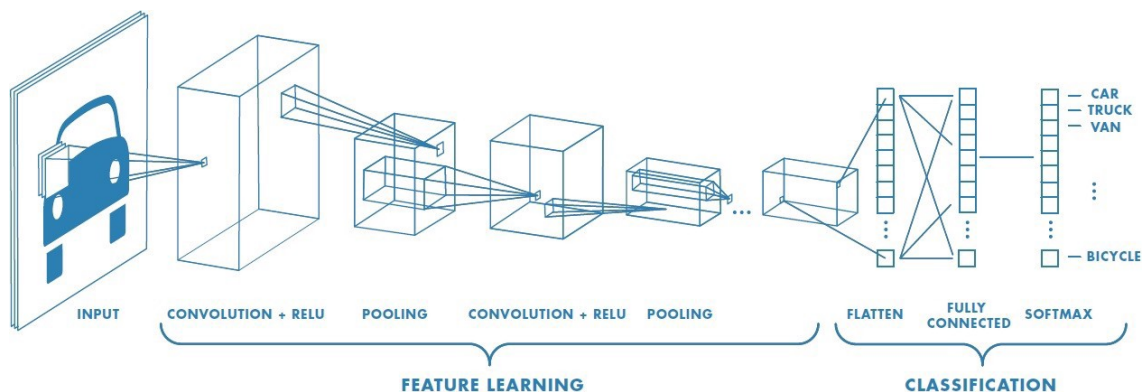 CAR
TRUCK
VAN
BICYCLE
INPUT
CONVOLUTION + RELU
POOLING
CONVOLUTION + RELU
POOLING
FLATTEN
FULLY
CONNECTED
SOFTMAX
FEATURE LEARNING
CLASSIFICATION